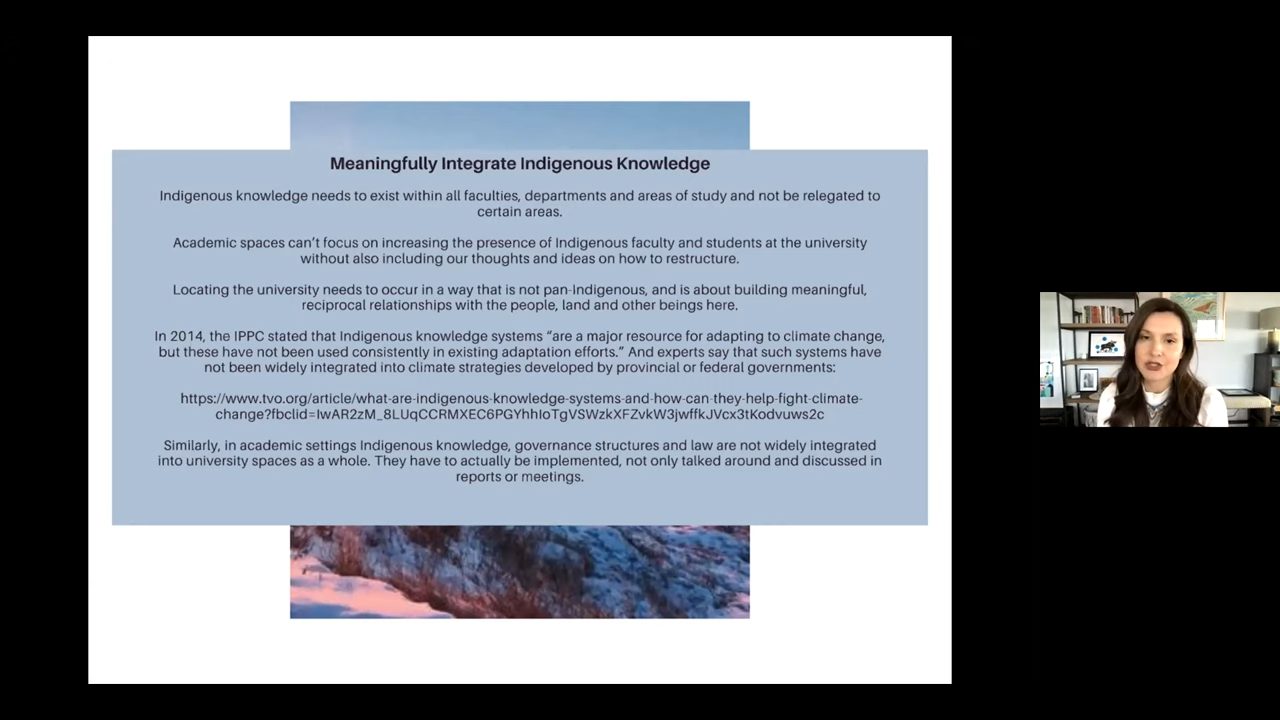 Meaningfully Integrate Indigenous Knowledge
Indigenous knowledge needs to exist within all faculties, departments and areas of study and not be relegated to
certain areas.
Academic spaces can't focus on increasing the presence of Indigenous faculty and students at the university
without also including our thoughts and ideas on how to restructure.
Locating the university needs to occur in a way that is not pan-Indigenous, and is about building meaningful,
reciprocal relationships with the people, land and other beings here.
In 2014, the IPPC stated that Indigenous knowledge systems “are a major resource for adapting to climate change,
but these have not been used consistently in existing adaptation efforts.” And experts say that such systems have
not been widely integrated into climate strategies developed by provincial or federal governments:
https://www.tvo.org/article/what-are-indigenous-knowledge-systems-and-how-can-they-help-fight-climate-
change?fbclid=IwAR2zM_8LUqCCRMXEC6PGYhhIoTgVSWzkXFZvkW3jwffkJVcx3tKodvuws2c
Similarly, in academic settings Indigenous knowledge, governance structures and law are not widely integrated
into university spaces as a whole. They have to actually be implemented, not only talked around and discussed in
reports or meetings.